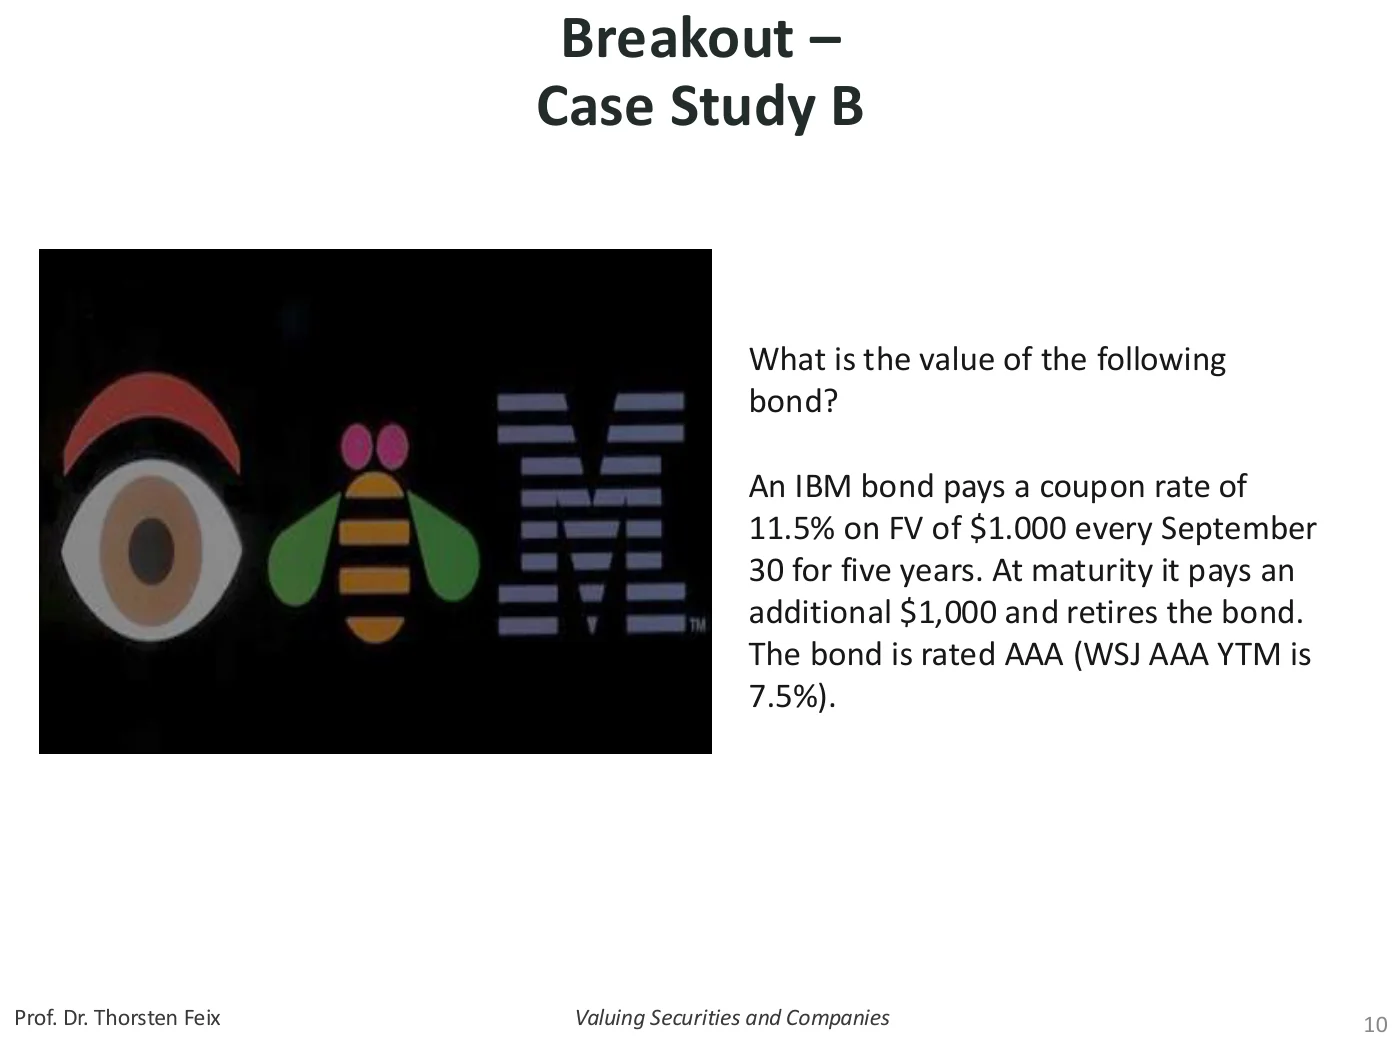 Breakout –
Case Study B
M
TM
What is the value of the following
bond?
An IBM bond pays a coupon rate of
11.5% on FV of $1.000 every September
30 for five years. At maturity it pays an
additional $1,000 and retires the bond.
The bond is rated AAA (WSJ AAA YTM is
7.5%).
Prof. Dr. Thorsten Feix
Valuing Securities and Companies
10